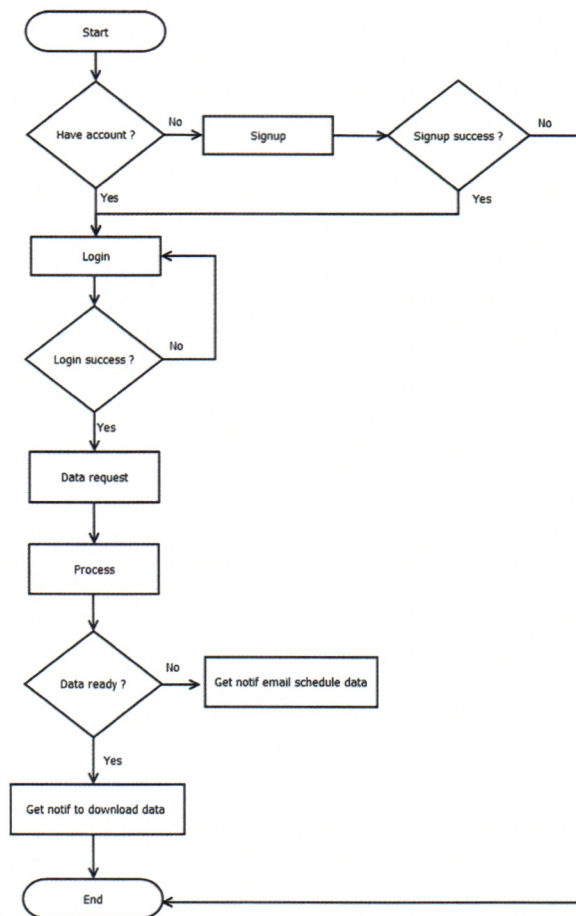 Start
Have account ?
No
Signup
Signup success ?
No
Yes
Yes
Login
Login success ?
No
Yes
Data request
Process
Data ready ?
No
Get notif email schedule data
Yes
Get notif to download data
End